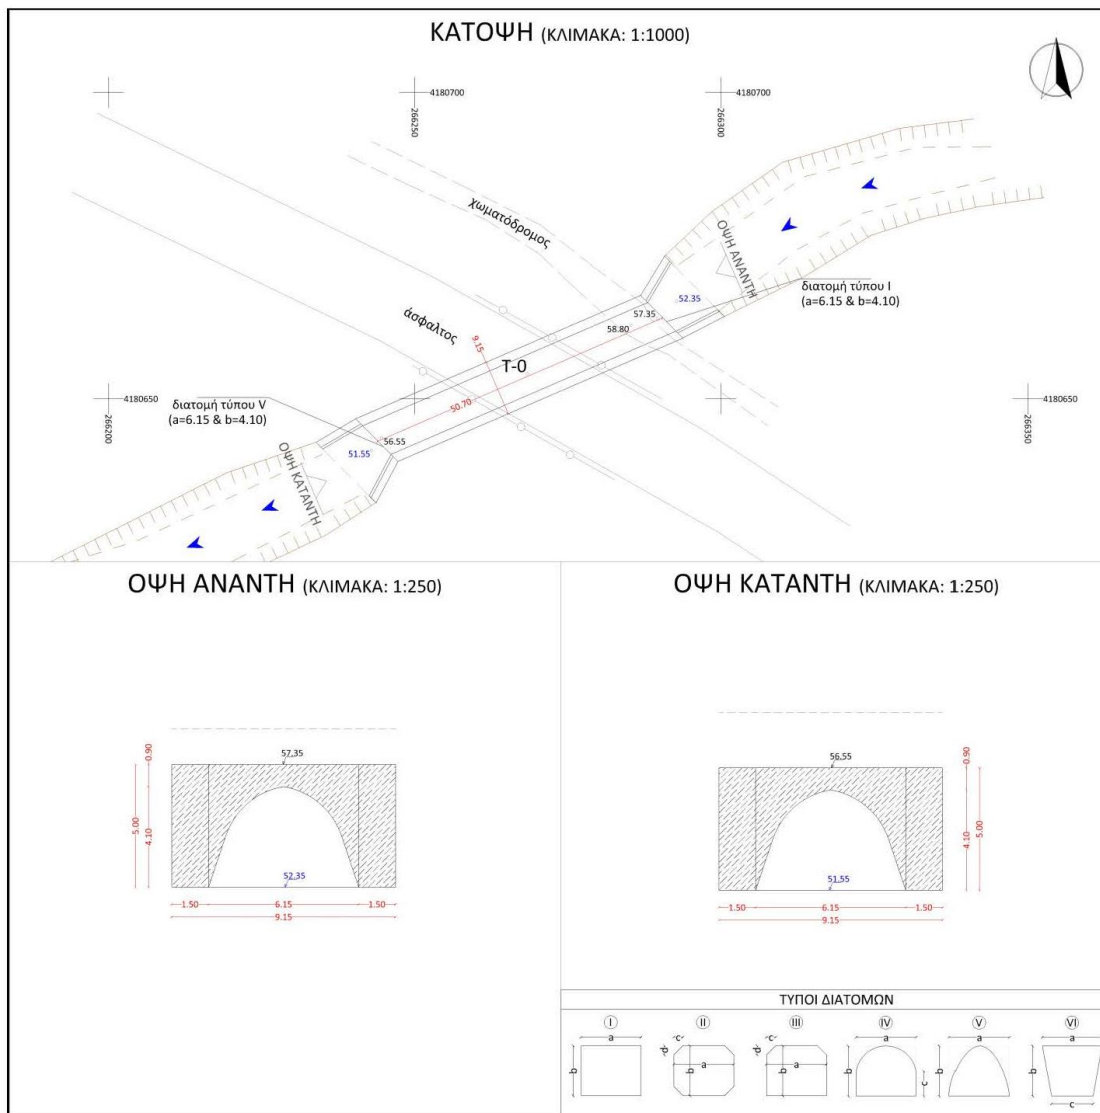 ΚΑΤΟΨΗ (ΚΛΙΜΑΚΑ: 1:1000)
4180700
4180700
266250
266300
χωματόδρομος
ΟΨΗ ΑΝΑΝΤΗ
διατομή τύπου I
(a=6.15 & b=4.10)
52.35
57.35
58.80
άσφαλτος
9.15
T-0
50.70
4180650
4180650
266200
266350
διατομή τύπου V
(a=6.15 & b=4.10)
56.55
51.55
ΟΨΗ ΚΑΤΑΝΤΗ
ΟΨΗ ΑΝΑΝΤΗ (ΚΛΙΜΑΚΑ: 1:250)
57.35
0.90
5.00
4.10
52.35
1.50
6.15
1.50
9.15
ΟΨΗ ΚΑΤΑΝΤΗ (ΚΛΙΜΑΚΑ: 1:250)
56.55
0.90
4.10
5.00
51.55
1.50
6.15
1.50
9.15
ΤΥΠΟΙ ΔΙΑΤΟΜΩΝ
I II III IV V VI
a
b
c
d
a
b
c
d
a
b
a
b
c
a
b
a
b
c